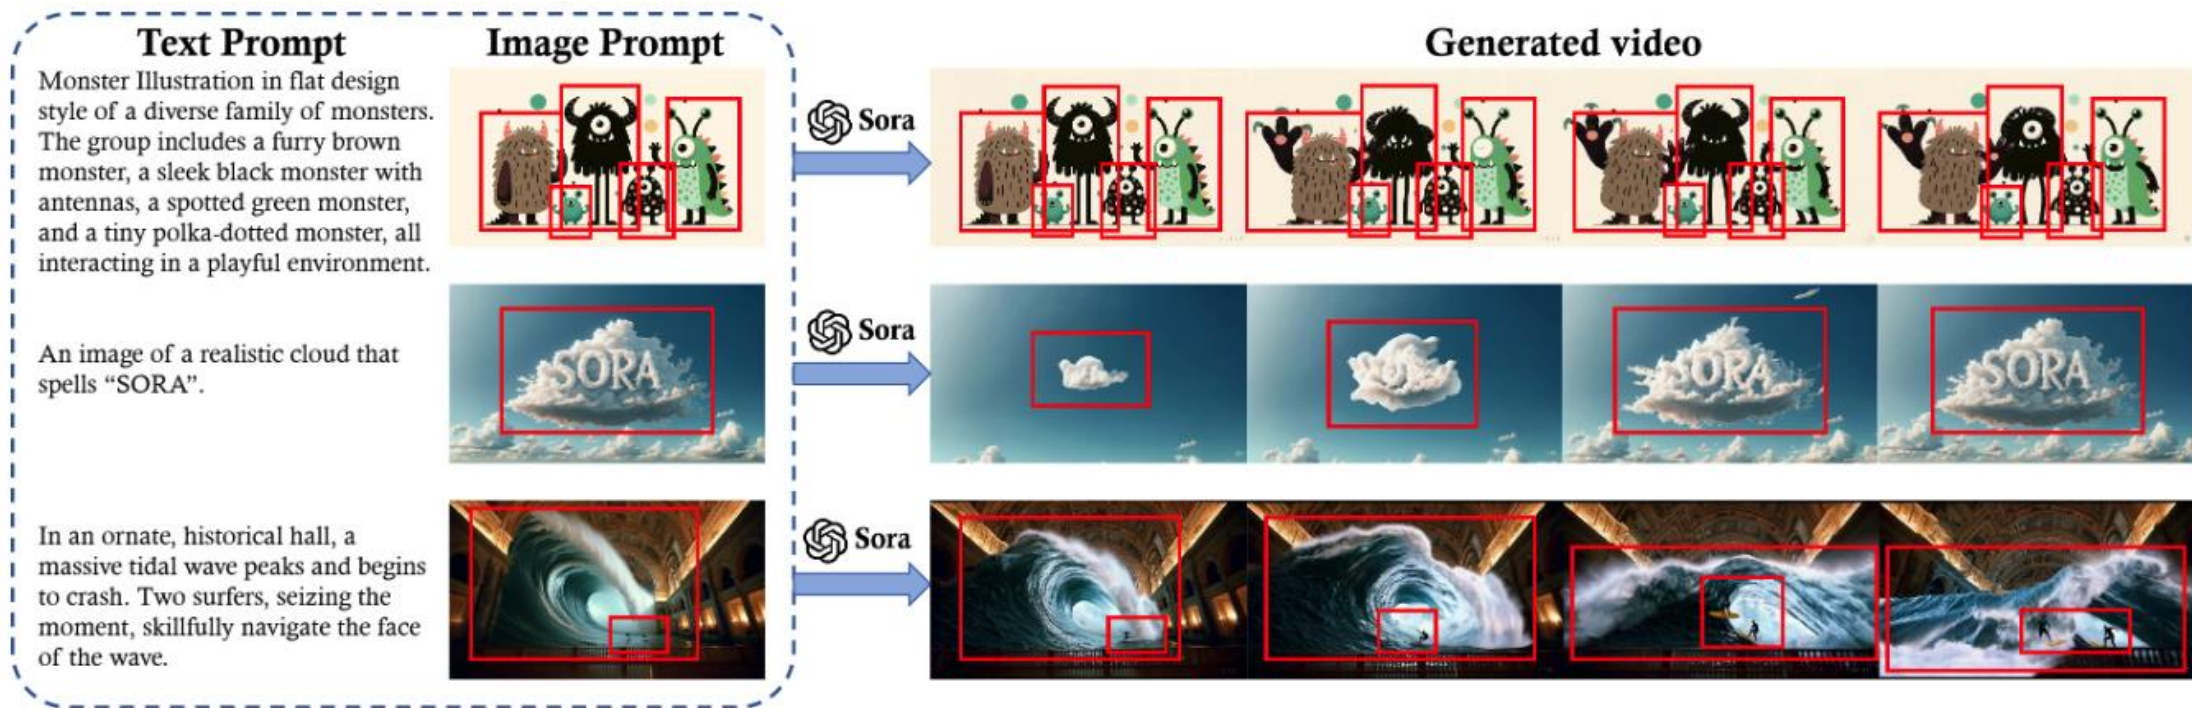 Text Prompt
Image Prompt
Generated video
Monster Illustration in flat design
style of a diverse family of monsters.
The group includes a furry brown
monster, a sleek black monster with
antennas, a spotted green monster,
and a tiny polka-dotted monster, all
interacting in a playful environment.
Sora
An image of a realistic cloud that
spells “SORA”.
SORA
Sora
SORA
SORA
In an ornate, historical hall, a
massive tidal wave peaks and begins
to crash. Two surfers, seizing the
moment, skillfully navigate the face
of the wave.
Sora